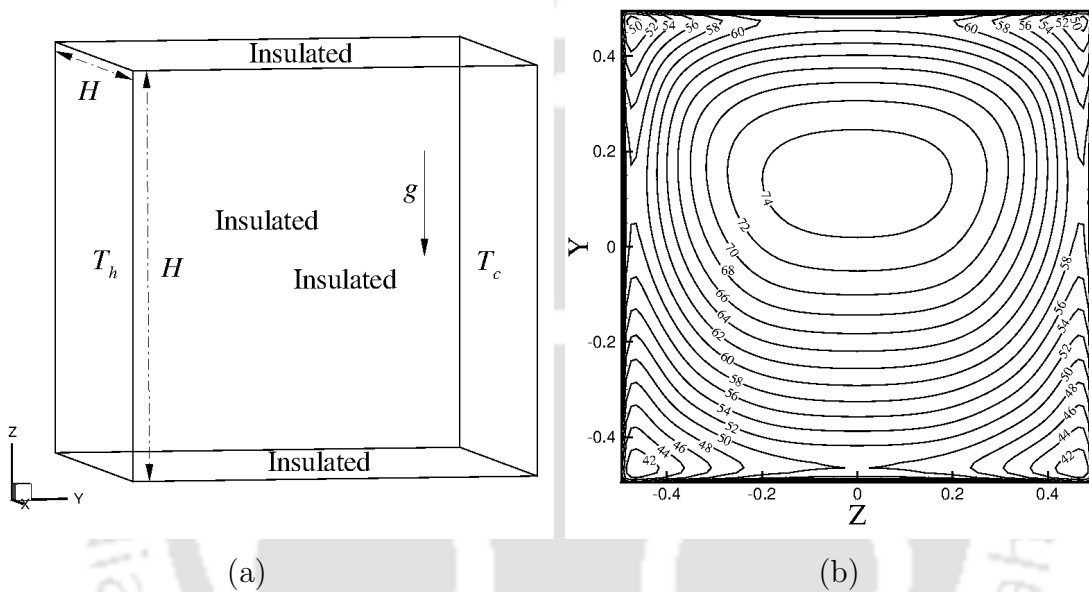 Insulated
H
Insulated
g
T_h
H
Insulated
T_c
Insulated
Z
X
Y
(a)
50 52 54 56 58 60
60 58 56 54 52 50
0.4
0.2
0
-0.2
-0.4
Y
74
72
70
68
66
64
62
60
58
56
54
52
50
48
46
44
42
58
56
54
52
50
48
46
44
42
-0.4 -0.2 0 0.2 0.4
Z
(b)